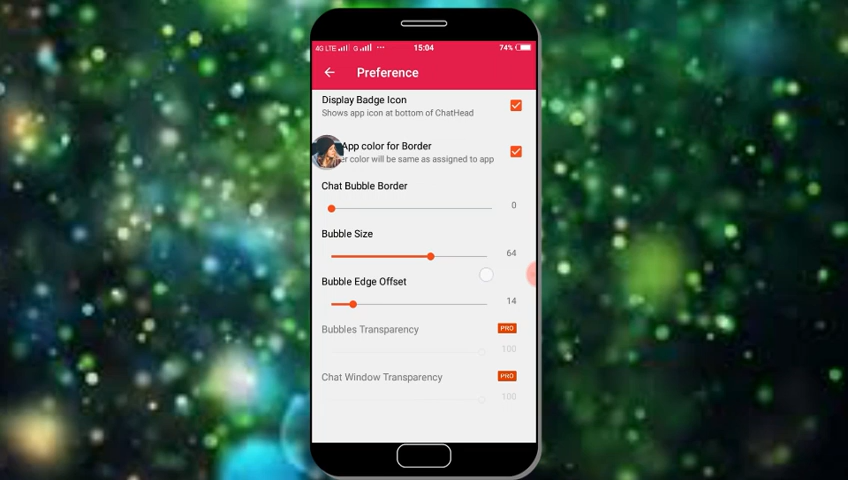 4G LTE G ··· 15:04 74%
Preference
Display Badge Icon
Shows app icon at bottom of ChatHead
App color for Border
er color will be same as assigned to app
Chat Bubble Border
0
Bubble Size
64
Bubble Edge Offset
14
Bubbles Transparency PRO
100
Chat Window Transparency PRO
100